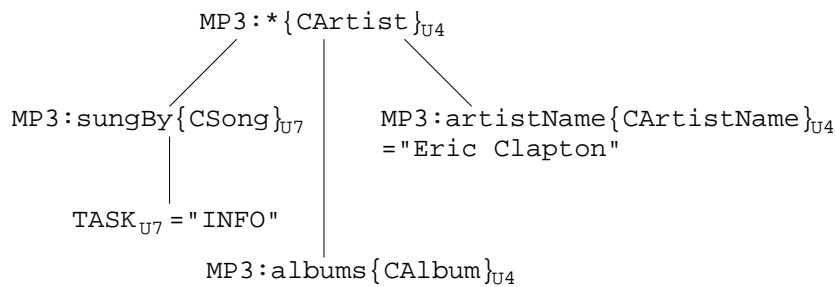 MP3:*{CArtist}U4
MP3:sungBy{CSong}U7
MP3:artistName{CArtistName}U4
="Eric Clapton"
TASKU7="INFO"
MP3:albums{CAlbum}U4